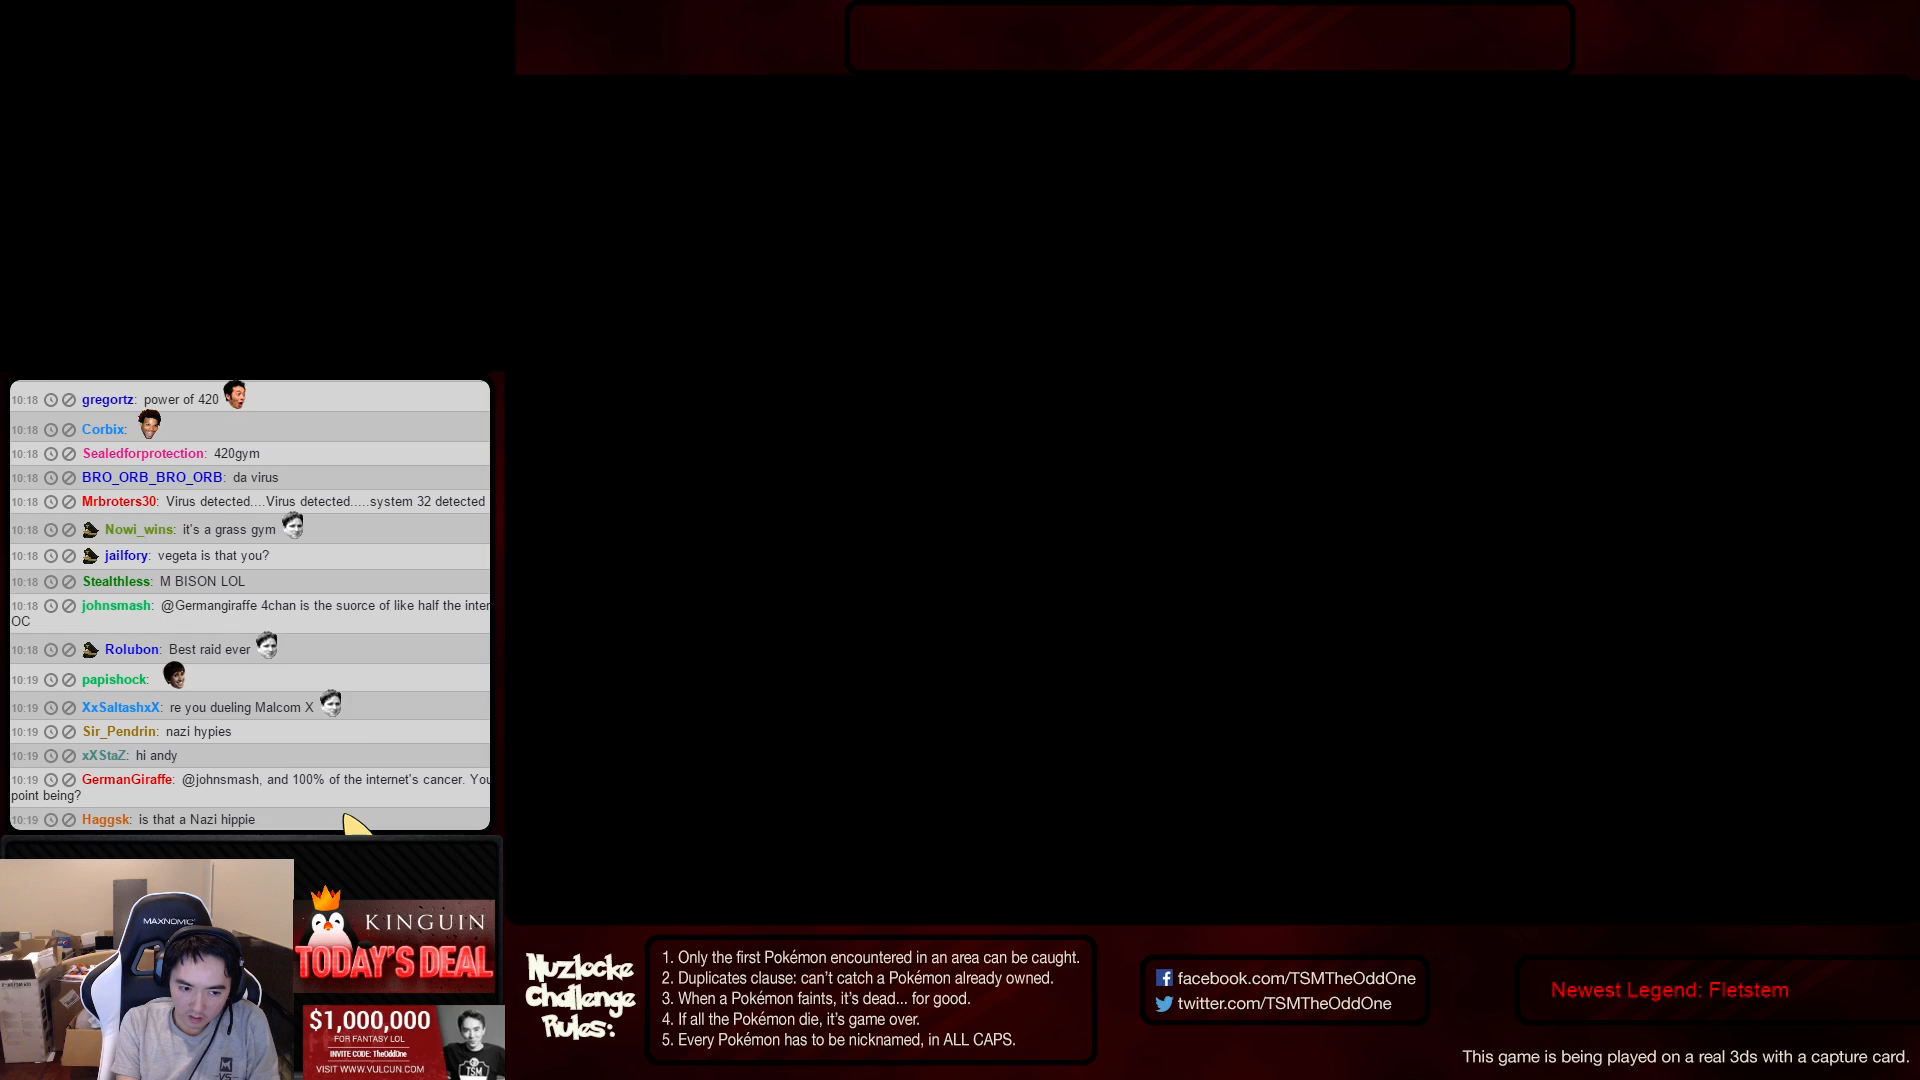 10:18 gregortz: power of 420
10:18 Corbix:
10:18 Sealedforprotection: 420gym
10:18 BRO_ORB_BRO_ORB: da virus
10:18 Mrbroters30: Virus detected....Virus detected.....system 32 detected
10:18 Nowi_wins: it's a grass gym
10:18 jailfory: vegeta is that you?
10:18 Stealthless: M BISON LOL
10:18 johnsmash: @Germangiraffe 4chan is the suorce of like half the inter
OC
10:18 Rolubon: Best raid ever
10:19 papishock:
10:19 XxSaltashxX: re you dueling Malcom X
10:19 Sir_Pendrin: nazi hypies
10:19 xXStaZ: hi andy
10:19 GermanGiraffe: @johnsmash, and 100% of the internet's cancer. You
point being?
10:19 Haggsk: is that a Nazi hippie
MAXNOMIC
KINGUIN
TODAY'S DEAL
$1,000,000
FOR FANTASY LOL
INVITE CODE: TheOddOne
VISIT WWW.VULCUN.COM
TSM
Nuzlocke
Challenge
Rules:
1. Only the first Pokémon encountered in an area can be caught.
2. Duplicates clause: can't catch a Pokémon already owned.
3. When a Pokémon faints, it's dead... for good.
4. If all the Pokémon die, it's game over.
5. Every Pokémon has to be nicknamed, in ALL CAPS.
facebook.com/TSMTheOddOne
twitter.com/TSMTheOddOne
Newest Legend: Fletstem
This game is being played on a real 3ds with a capture card.